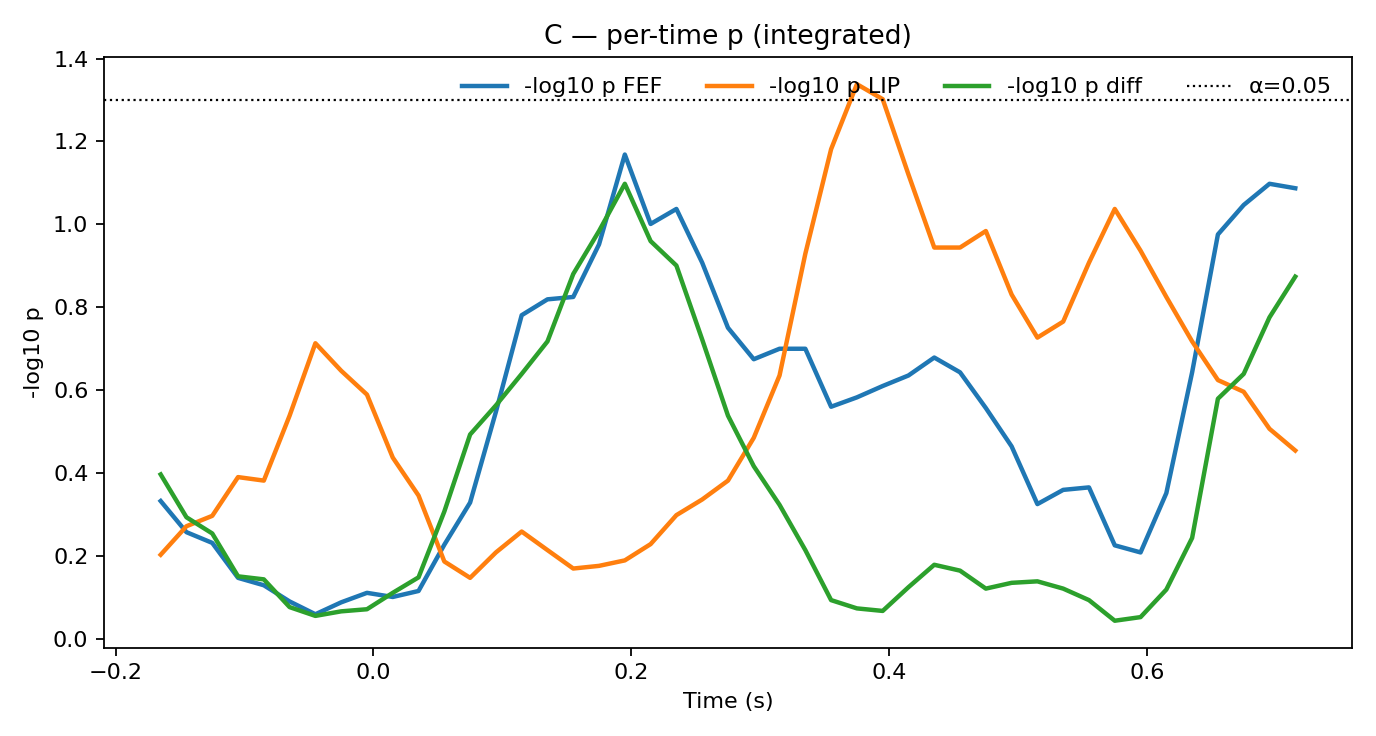 C — per-time p (integrated)
-log10 p FEF -log10 p LIP -log10 p diff α=0.05
-log10 p
1.4
1.2
1.0
0.8
0.6
0.4
0.2
0.0
−0.2 0.0 0.2 0.4 0.6
Time (s)